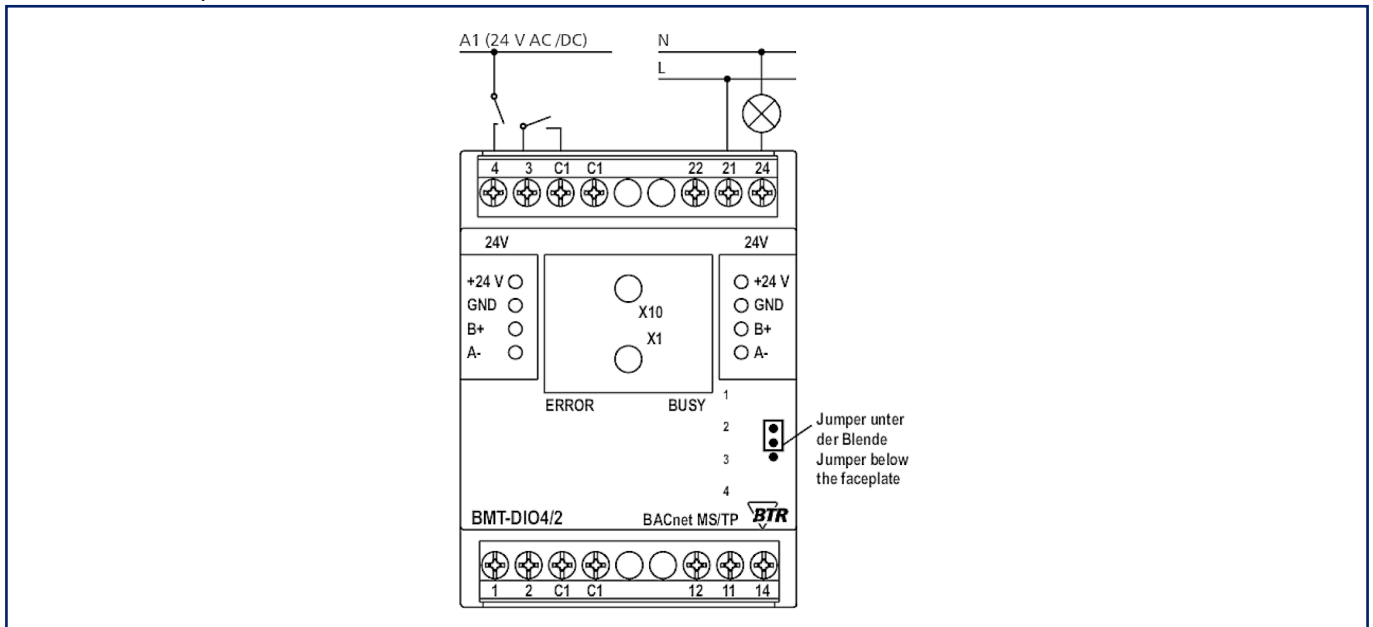 A1 (24 V AC /DC)
N
L
4 3 C1 C1 22 21 24
24V 24V
+24 V
GND
B+
A-
X10
X1
+24 V
GND
B+
A-
ERROR BUSY
1
2
3
4
Jumper unter
der Blende
Jumper below
the faceplate
BMT-DIO4/2 BACnet MS/TP BTR
1 2 C1 C1 12 11 14